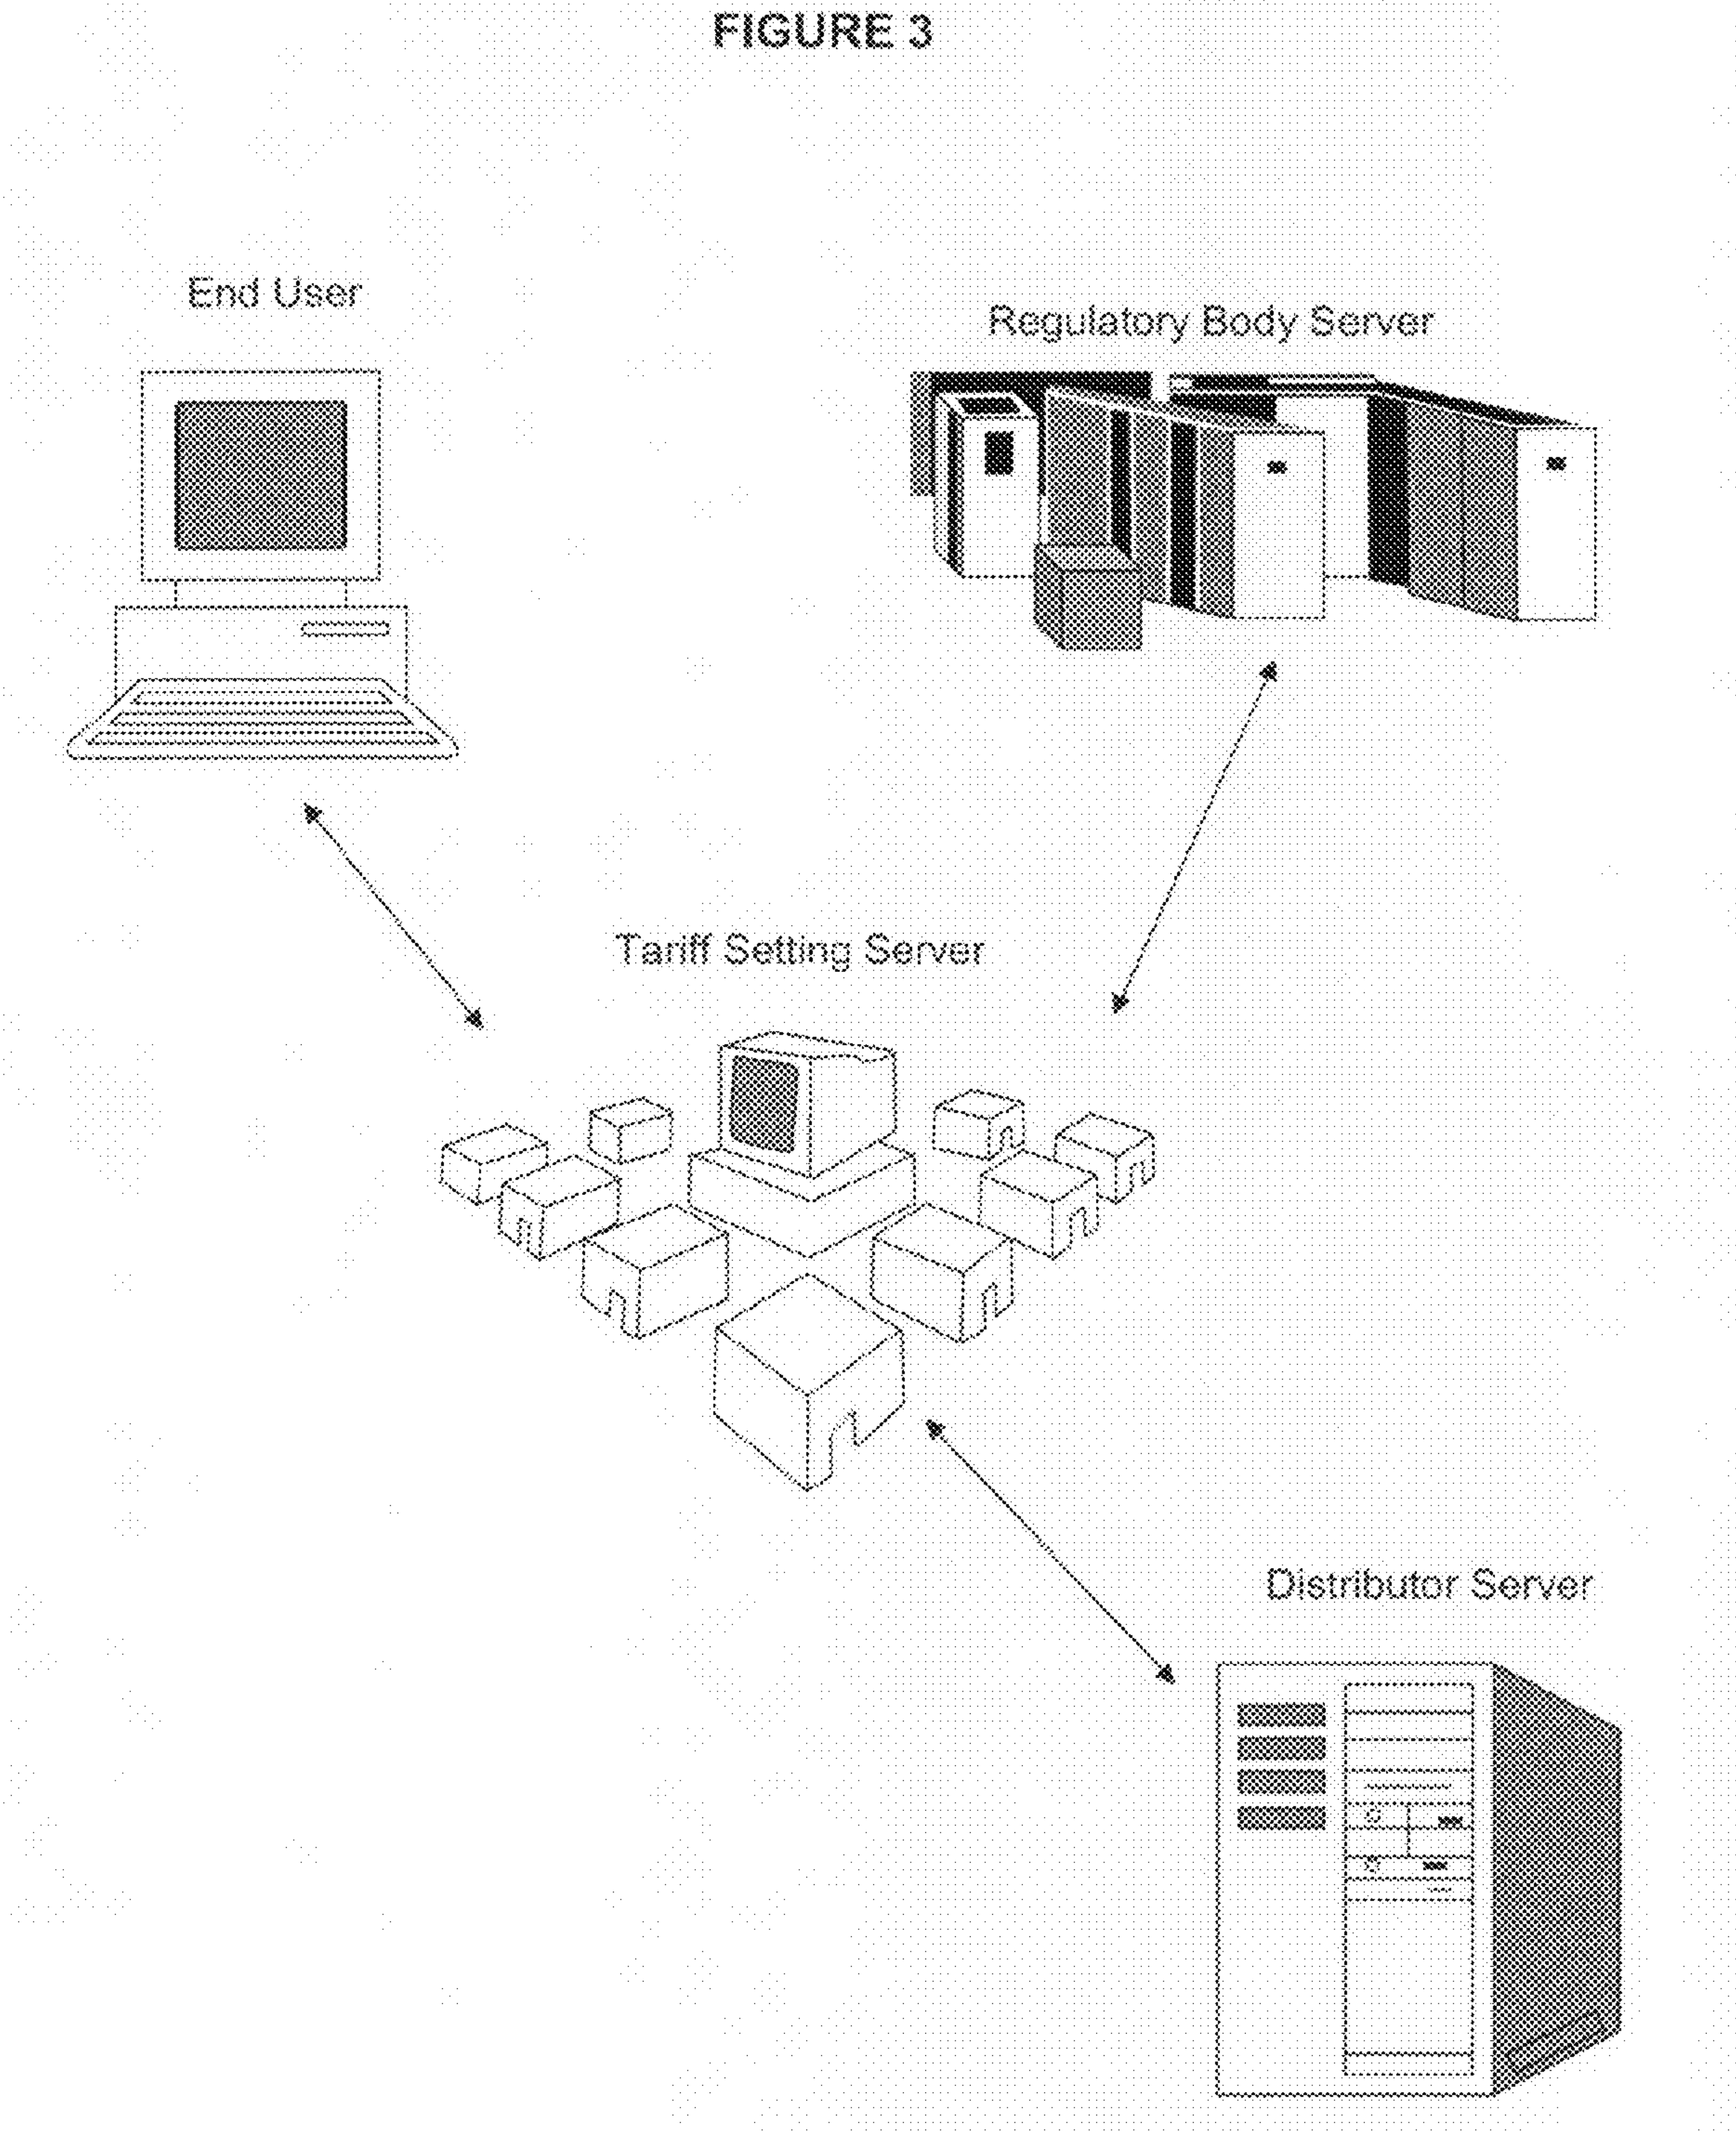 FIGURE 3
End User
Regulatory Body Server
Tariff Setting Server
Distributor Server